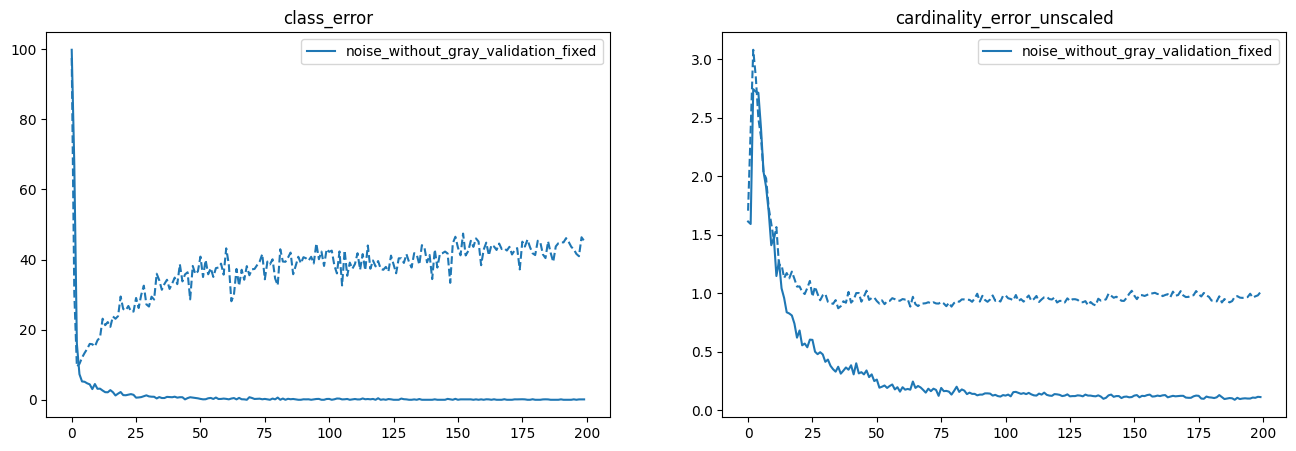 class_error
noise_without_gray_validation_fixed
100
80
60
40
20
0
0 25 50 75 100 125 150 175 200
cardinality_error_unscaled
noise_without_gray_validation_fixed
3.0
2.5
2.0
1.5
1.0
0.5
0.0
0 25 50 75 100 125 150 175 200